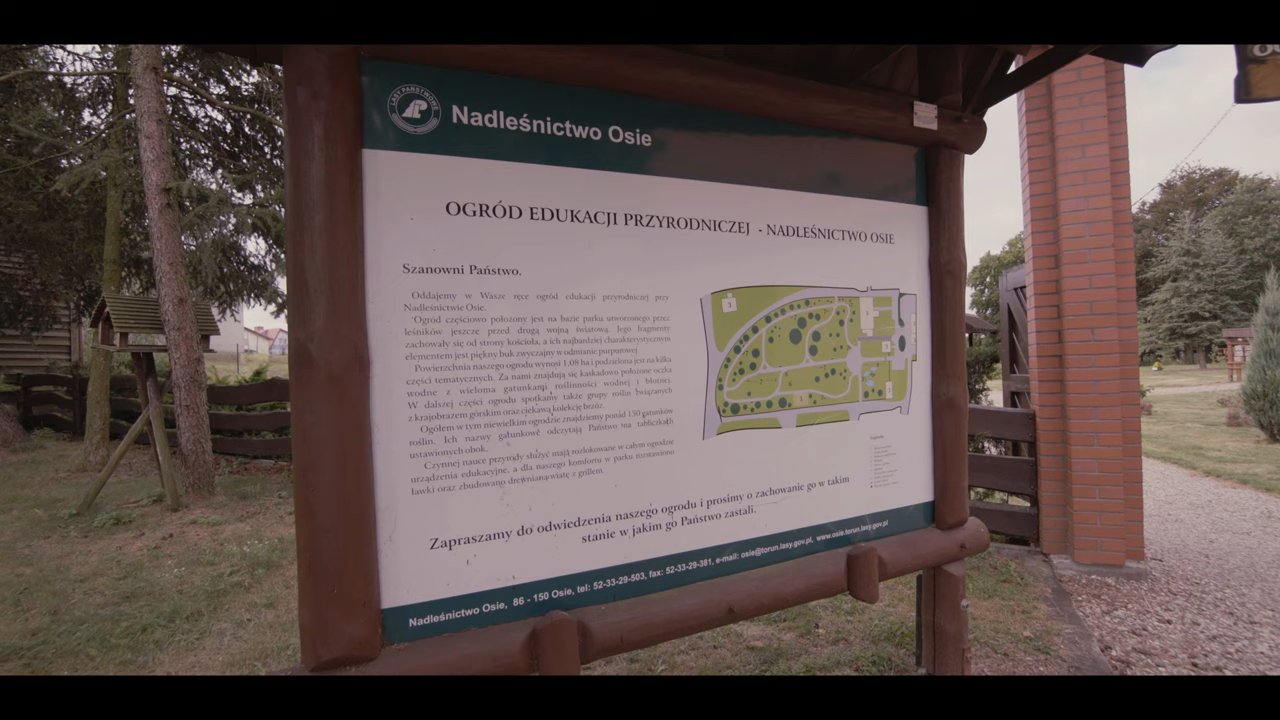 LASY PAŃSTWOWE
Nadleśnictwo Osie
OGRÓD EDUKACJI PRZYRODNICZEJ - NADLEŚNICTWO OSIE
Szanowni Państwo.
Oddajemy w Wasze ręce ogród edukacji przyrodniczej przy
Nadleśnictwie Osie.
Ogród częściowo położony jest na bazie parku utworzonego przez
leśników jeszcze przed drugą wojną światową. Jego fragmenty
zachowały się od strony kościoła, a ich najbardziej charakterystycznym
elementem jest piękny buk zwyczajny w odmianie purpurowej.
Powierzchnia naszego ogrodu wynosi 1,08 ha i podzielona jest na kilka
części tematycznych. Za nami znajdują się kaskadowo położone oczka
wodne z wieloma gatunkami roślinności wodnej i błotnej.
W dalszej części ogrodu spotkamy także grupy roślin związanych
z krajobrazem górskim oraz ciekawą kolekcję brzóz.
Ogółem w tym niewielkim ogrodzie znajdziemy ponad 150 gatunków
roślin. Ich nazwy gatunkowe odczytają Państwo na tabliczkach
ustawionych obok.
Czynnej nauce przyrody służyć mają rozlokowane w całym ogrodzie
urządzenia edukacyjne, a dla naszego komfortu w parku rozstawiono
ławki oraz zbudowano drewnianą wiatę z grillem.
Zapraszamy do odwiedzenia naszego ogrodu i prosimy o zachowanie go w takim
stanie w jakim go Państwo zastali.
Nadleśnictwo Osie, 86 - 150 Osie, tel: 52-33-29-503, fax: 52-33-29-381, e-mail: osie@torun.lasy.gov.pl, www.osie.torun.lasy.gov.pl